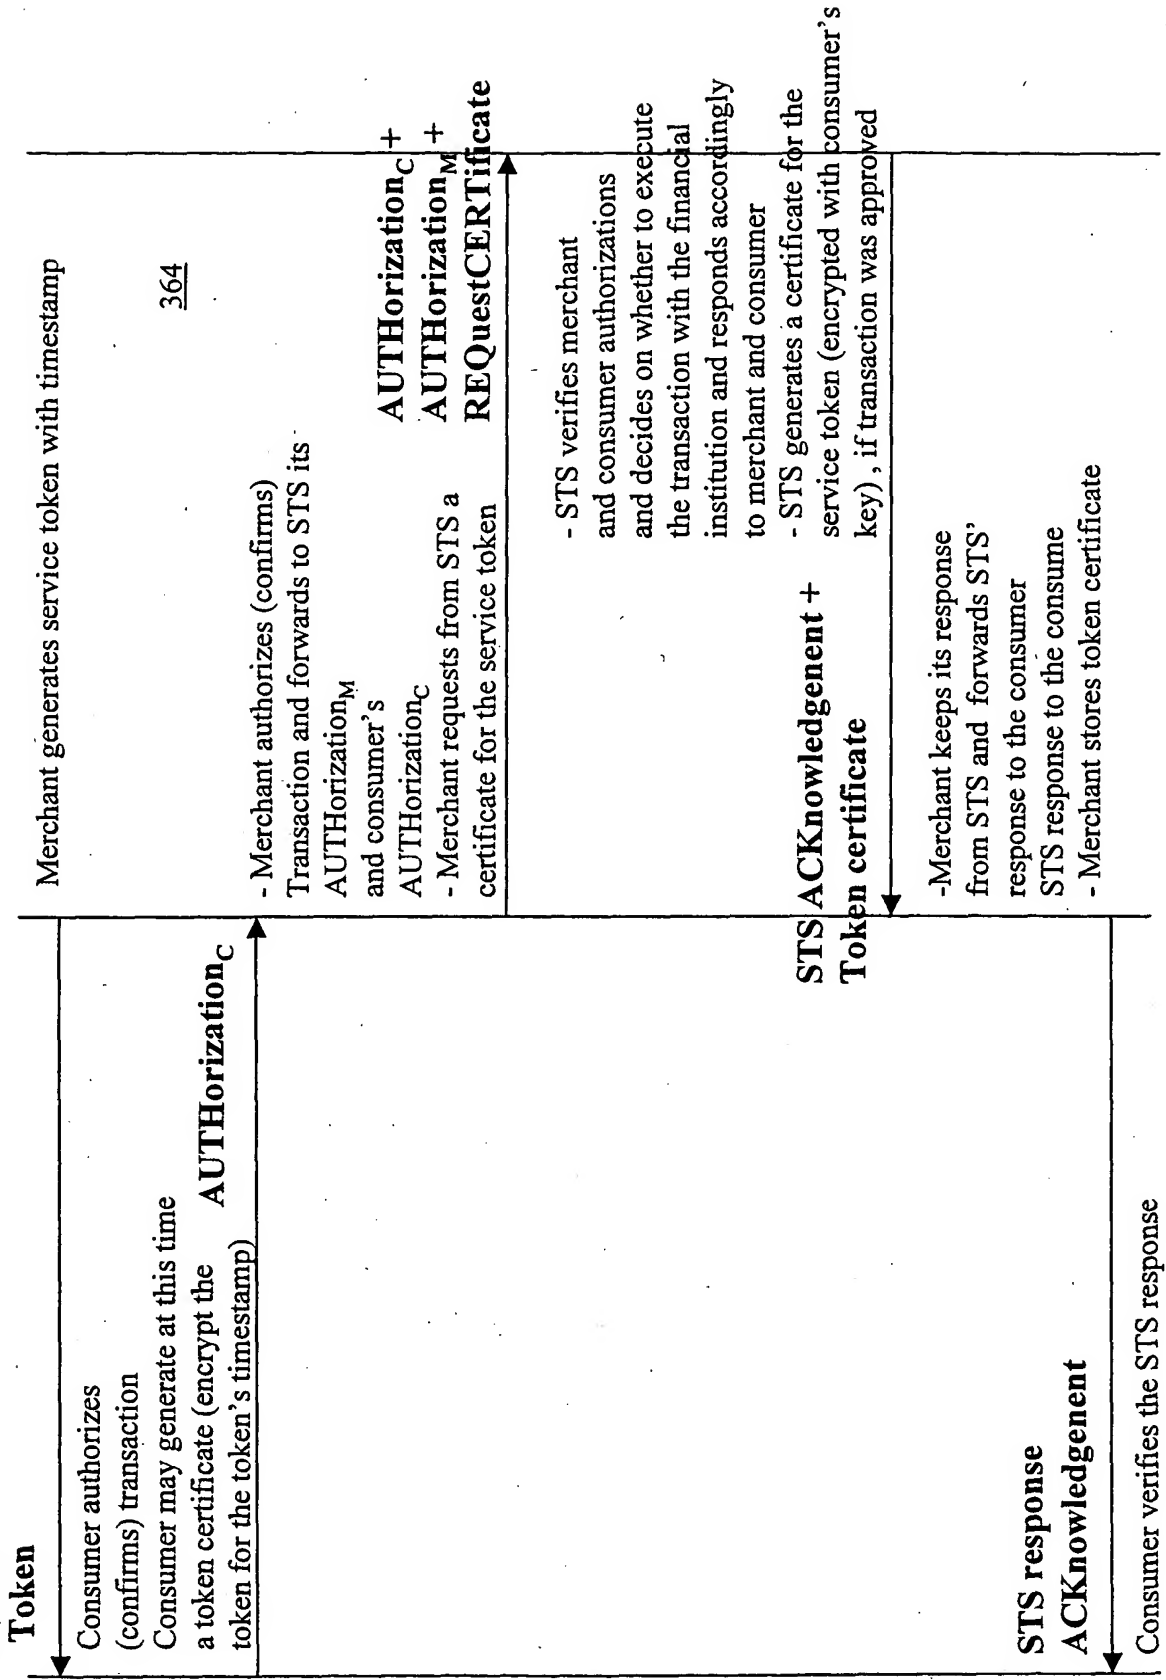 Token
Merchant generates service token with timestamp
Consumer authorizes
(confirms) transaction
Consumer may generate at this time
a token certificate (encrypt the
token for the token's timestamp)
AUTHorizationC
364
- Merchant authorizes (confirms)
Transaction and forwards to STS its
AUTHorizationM
and consumer's
AUTHorizationC
- Merchant requests from STS a
certificate for the service token
AUTHorizationC +
AUTHorizationM +
REQuestCERTificate
- STS verifies merchant
and consumer authorizations
and decides on whether to execute
the transaction with the financial
institution and responds accordingly
to merchant and consumer
- STS generates a certificate for the
service token (encrypted with consumer's
key) , if transaction was approved
STS ACKnowledgenent +
Token certificate
-Merchant keeps its response
from STS and forwards STS'
response to the consumer
STS response to the consume
- Merchant stores token certificate
STS response
ACKnowledgenent
Consumer verifies the STS response